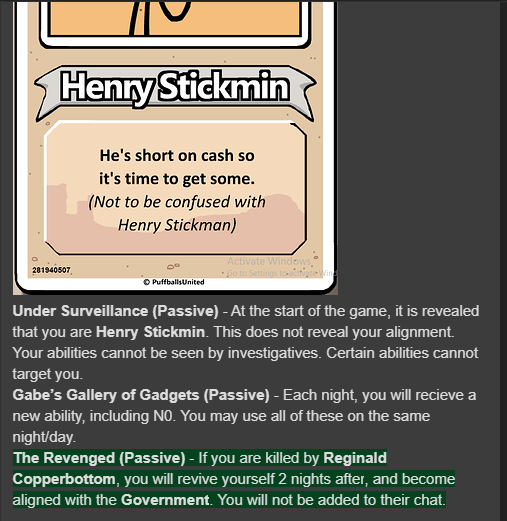 Henry Stickmin
He's short on cash so
it's time to get some.
(Not to be confused with
Henry Stickman)
Activate Windows
Go to Settings to activate Wind
281940507
© PuffballsUnited
Under Surveillance (Passive) - At the start of the game, it is revealed
that you are Henry Stickmin. This does not reveal your alignment.
Your abilities cannot be seen by investigatives. Certain abilities cannot
target you.
Gabe's Gallery of Gadgets (Passive) - Each night, you will recieve a
new ability, including N0. You may use all of these on the same
night/day.
The Revenged (Passive) - If you are killed by Reginald
Copperbottom, you will revive yourself 2 nights after, and become
aligned with the Government. You will not be added to their chat.